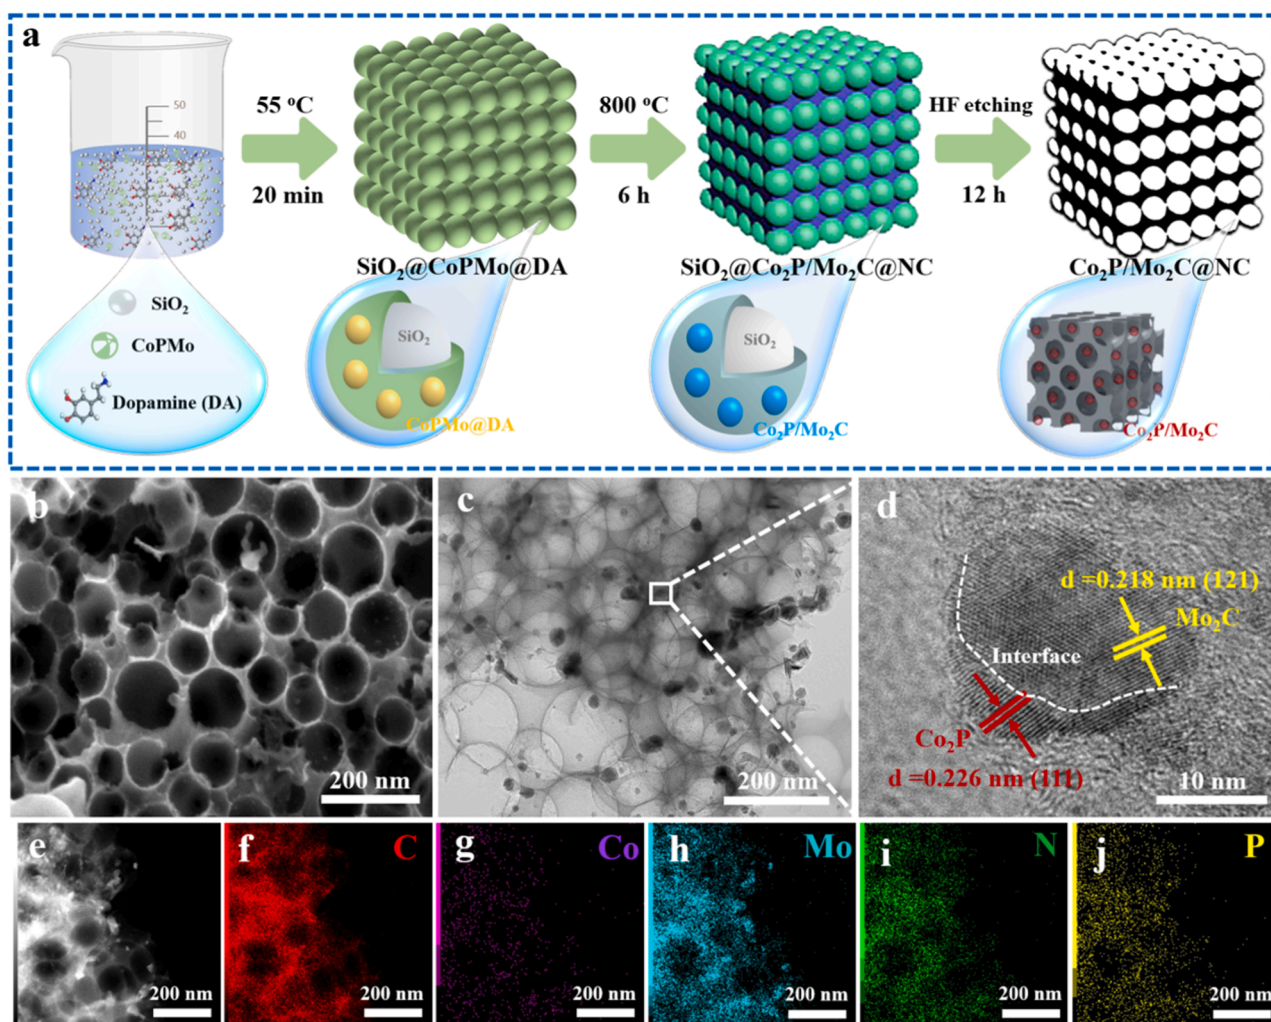 a
50
40
55 °C
20 min
800 °C
6 h
HF etching
12 h
SiO₂@CoPMo@DA
SiO₂@Co₂P/Mo₂C@NC
Co₂P/Mo₂C@NC
SiO₂
CoPMo
Dopamine (DA)
SiO₂
CoPMo@DA
SiO₂
Co₂P/Mo₂C
Co₂P/Mo₂C
b
200 nm
c
200 nm
d
d =0.218 nm (121)
Mo₂C
Interface
Co₂P
d =0.226 nm (111)
10 nm
e
200 nm
f
C
200 nm
g
Co
200 nm
h
Mo
200 nm
i
N
200 nm
j
P
200 nm